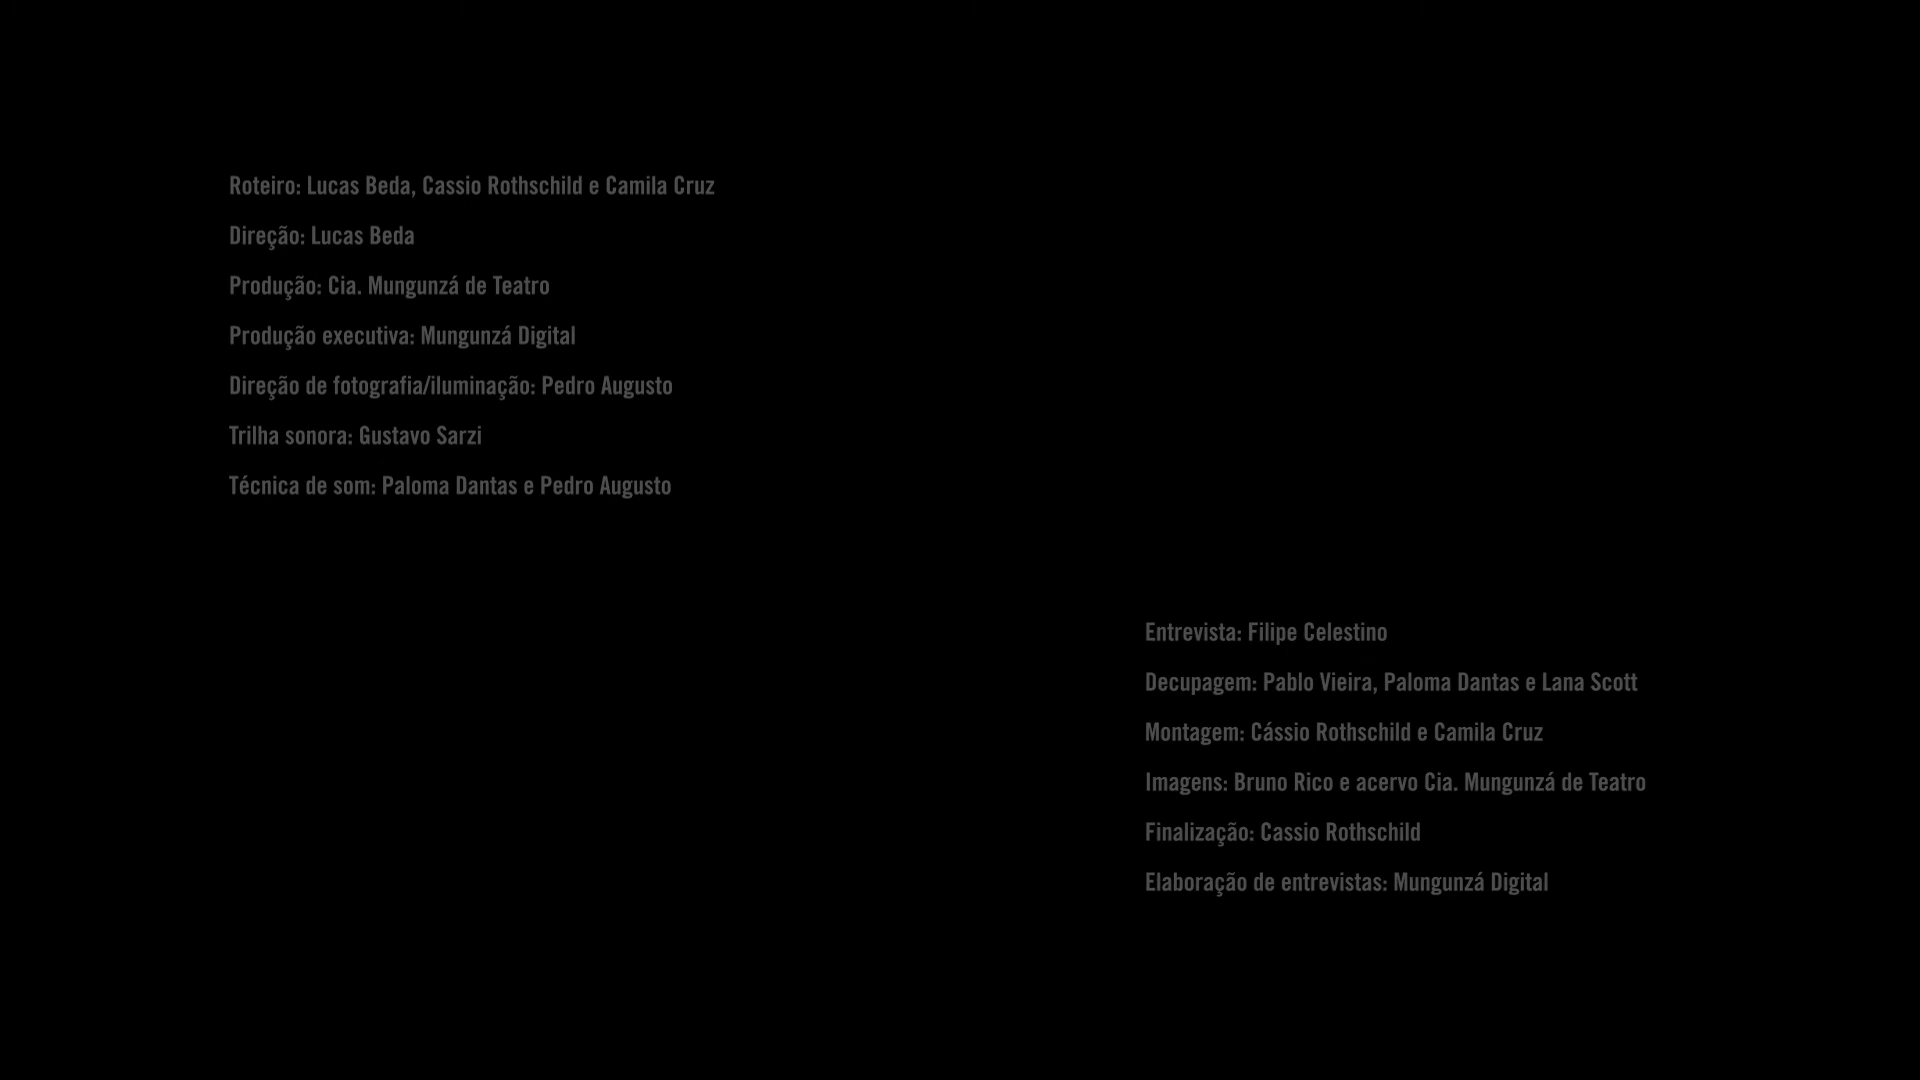 Roteiro: Lucas Beda, Cassio Rothschild e Camila Cruz
Direção: Lucas Beda
Produção: Cia. Mungunzá de Teatro
Produção executiva: Mungunzá Digital
Direção de fotografia/iluminação: Pedro Augusto
Trilha sonora: Gustavo Sarzi
Técnica de som: Paloma Dantas e Pedro Augusto
Entrevista: Filipe Celestino
Decupagem: Pablo Vieira, Paloma Dantas e Lana Scott
Montagem: Cássio Rothschild e Camila Cruz
Imagens: Bruno Rico e acervo Cia. Mungunzá de Teatro
Finalização: Cassio Rothschild
Elaboração de entrevistas: Mungunzá Digital